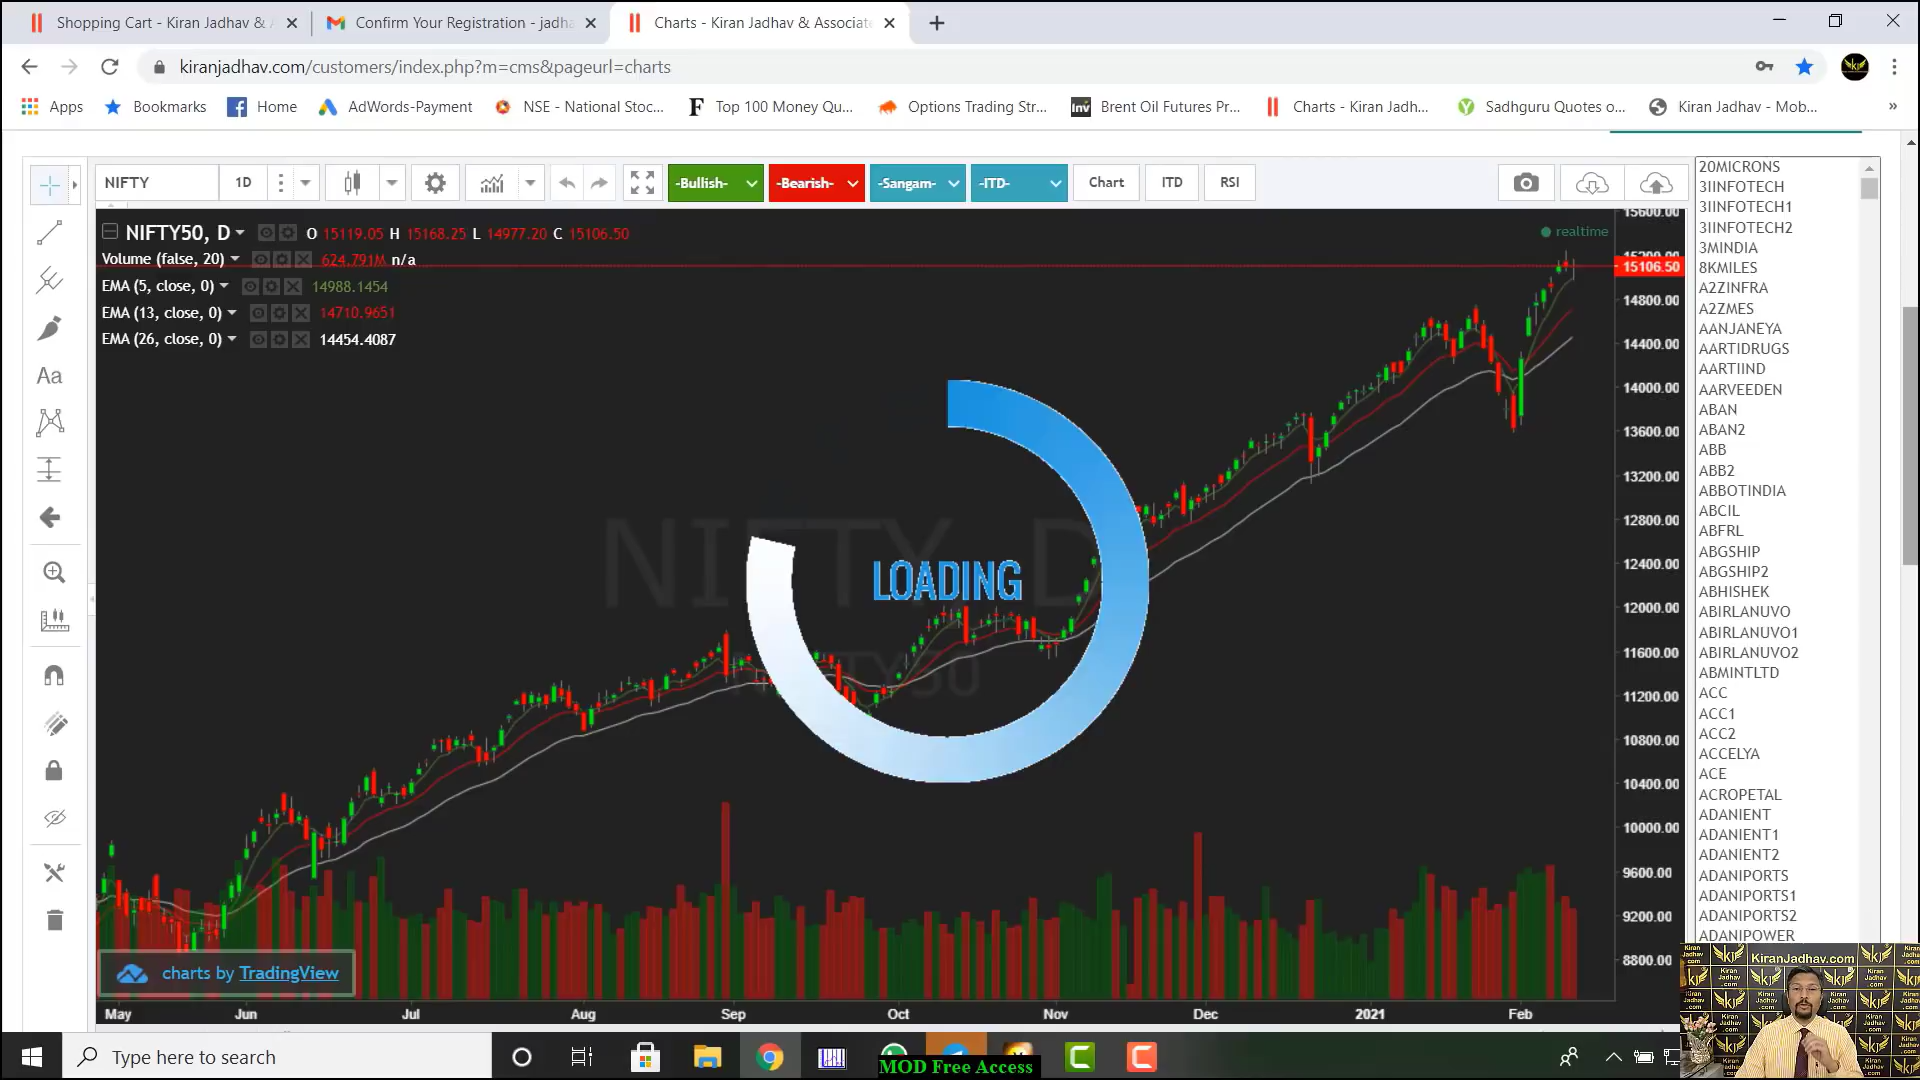 Shopping Cart - Kiran Jadhav & A
Confirm Your Registration - jadha
Charts - Kiran Jadhav & Associate
kiranjadhav.com/customers/index.php?m=cms&pageurl=charts
Apps
Bookmarks
Home
AdWords-Payment
NSE - National Stoc...
Top 100 Money Qu...
Options Trading Str...
Inv
Brent Oil Futures Pr...
Charts - Kiran Jadh...
Sadhguru Quotes o...
Kiran Jadhav - Mob...
NIFTY
1D
-Bullish-
-Bearish-
-Sangam-
-ITD-
Chart
ITD
RSI
NIFTY50, D
O 15119.05 H 15168.25 L 14977.20 C 15106.50
realtime
Volume (false, 20)
624.791M n/a
EMA (5, close, 0)
14988.1454
EMA (13, close, 0)
14710.9651
EMA (26, close, 0)
14454.4087
Aa
NIFTY, D
NIFTY50
LOADING
15600.00
15200.00
15106.50
14800.00
14400.00
14000.00
13600.00
13200.00
12800.00
12400.00
12000.00
11600.00
11200.00
10800.00
10400.00
10000.00
9600.00
9200.00
8800.00
20MICRONS
3IINFOTECH
3IINFOTECH1
3IINFOTECH2
3MINDIA
8KMILES
A2ZINFRA
A2ZMES
AANJANEYA
AARTIDRUGS
AARTIIND
AARVEEDEN
ABAN
ABAN2
ABB
ABB2
ABBOTINDIA
ABCIL
ABFRL
ABGSHIP
ABGSHIP2
ABHISHEK
ABIRLANUVO
ABIRLANUVO1
ABIRLANUVO2
ABMINTLTD
ACC
ACC1
ACC2
ACCELYA
ACE
ACROPETAL
ADANIENT
ADANIENT1
ADANIENT2
ADANIPORTS
ADANIPORTS1
ADANIPORTS2
ADANIPOWER
charts by TradingView
May
Jun
Jul
Aug
Sep
Oct
Nov
Dec
2021
Feb
KiranJadhav.com
Type here to search
MOD Free Access